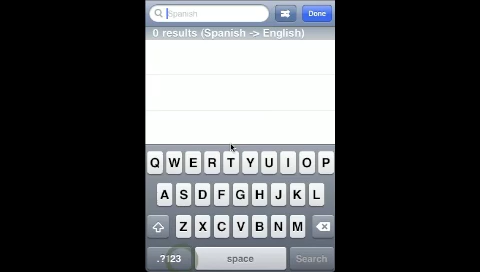 Spanish
Done
0 results (Spanish -> English)
Q W E R T Y U I O P
A S D F G H J K L
Z X C V B N M
.?123
space
Search